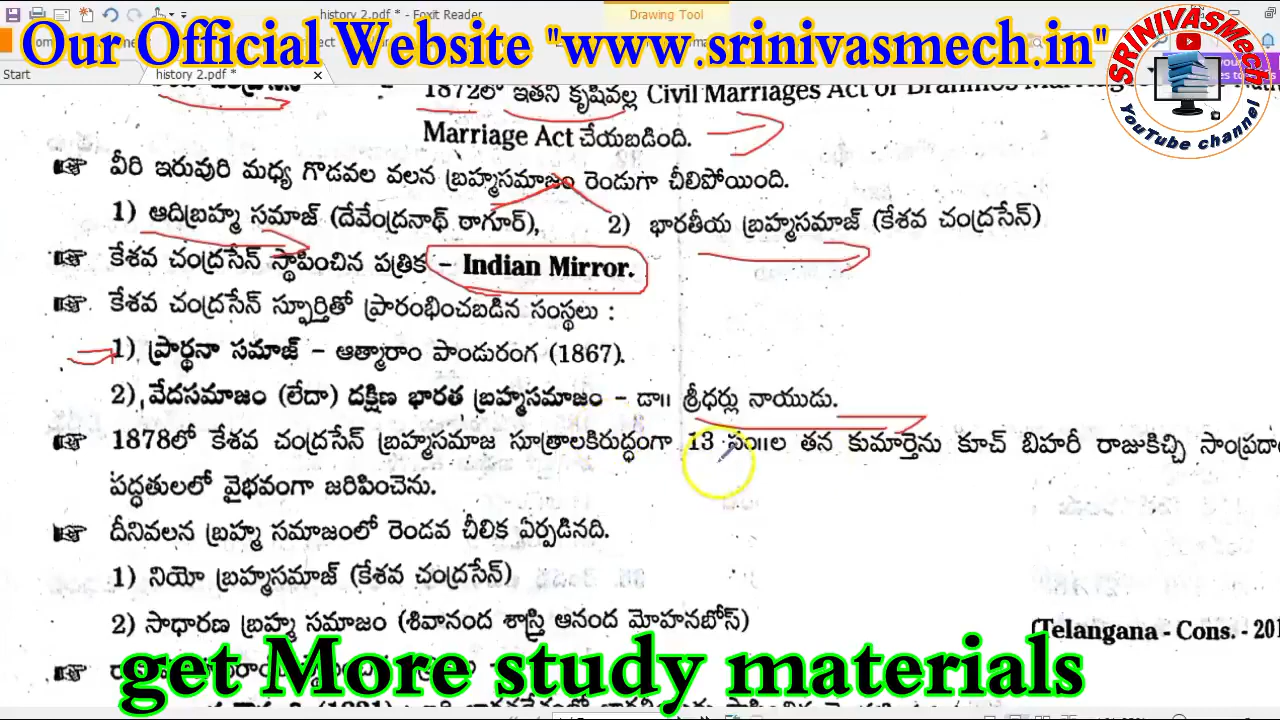 history 2.pdf * - Foxit Reader
Drawing Tool
Our Official Website "www.srinivasmech.in"
SRINIVASMech
YouTube channel
Start
history 2.pdf *
1872లో ఇతని కృషివల్ల Civil Marriages Act or Brahmos
Marriage Act చేయబడింది.
వీరి ఇరువురి మధ్య గొడవల వలన బ్రహ్మసమాజం రెండుగా చీలిపోయింది.
1) ఆదిబ్రహ్మ సమాజ్ (దేవేంద్రనాథ్ ఠాగూర్), 2) భారతీయ బ్రహ్మసమాజ్ (కేశవ చంద్రసేన్)
కేశవ చంద్రసేన్ స్థాపించిన పత్రిక – Indian Mirror.
కేశవ చంద్రసేన్ స్ఫూర్తితో ప్రారంభించబడిన సంస్థలు :
1) ప్రార్థనా సమాజ్ – ఆత్మారాం పాండురంగ (1867).
2) వేదసమాజం (లేదా) దక్షిణ భారత బ్రహ్మసమాజం – డా॥ శ్రీధర్లు నాయుడు.
1878లో కేశవ చంద్రసేన్ బ్రహ్మసమాజ సూత్రాలకిరుద్ధంగా 13 సం॥ల తన కుమార్తెను కూచ్ బిహరీ రాజుకిచ్చి
పద్ధతులలో వైభవంగా జరిపించెను.
దీనివలన బ్రహ్మ సమాజంలో రెండవ చీలిక ఏర్పడినది.
1) నియో బ్రహ్మసమాజ్ (కేశవ చంద్రసేన్)
2) సాధారణ బ్రహ్మ సమాజం (శివానంద శాస్త్రి ఆనంద మోహనబోస్)
(Telangana - Cons. - 201
get More study materials